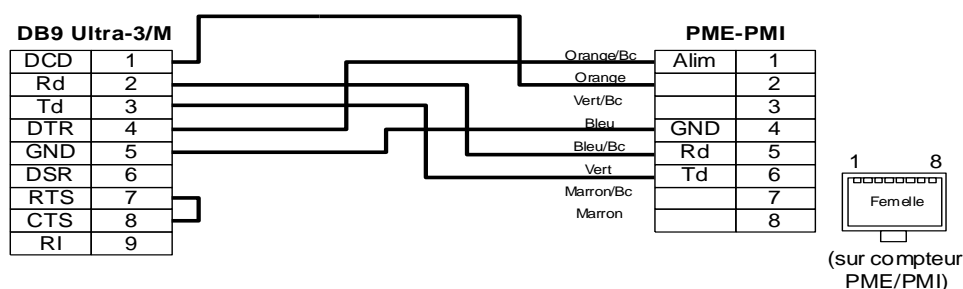 DB9 Ultra-3/M
DCD 1
Rd 2
Td 3
DTR 4
GND 5
DSR 6
RTS 7
CTS 8
RI 9
PME-PMI
Orange/Bc Alim 1
Orange 2
Vert/Bc 3
Bleu GND 4
Bleu/Bc Rd 5
Vert Td 6
Marron/Bc 7
Marron 8
1 8
Femelle
(sur compteur
PME/PMI)